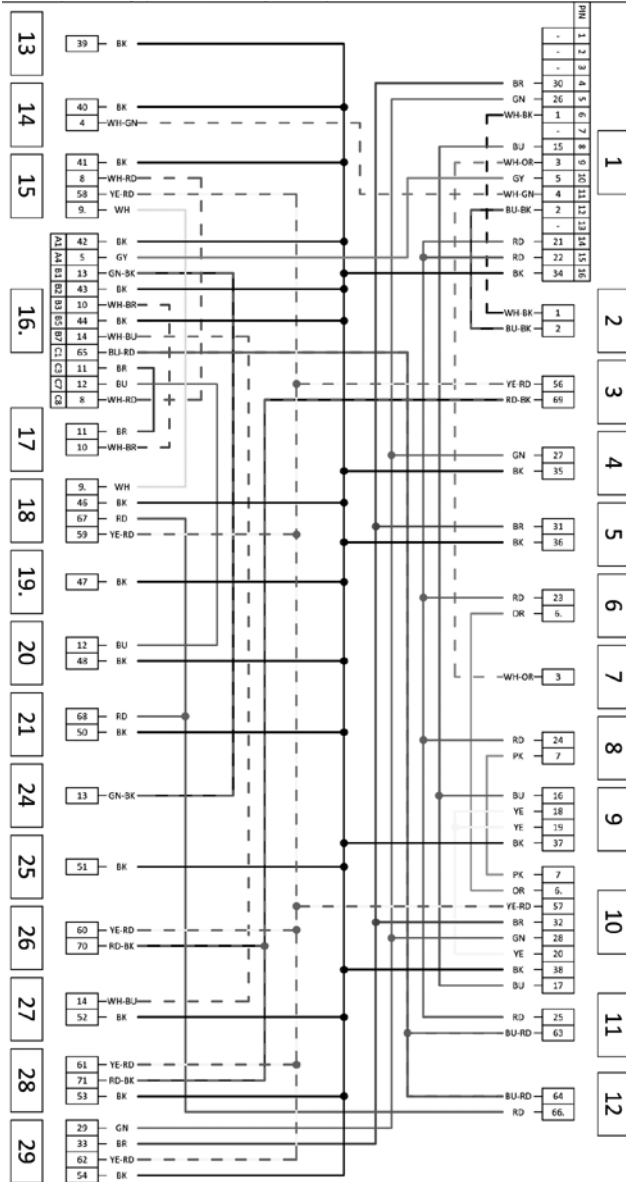 13
39 BK
14
40 BK
4 WH-GN
15
41 BK
8 WH-RD
58 YE-RD
9. WH
16.
A1 42 BK
A4 5 GY
B1 13 GN-BK
B2 43 BK
B3 10 WH-BR
B5 44 BK
B7 14 WH-BU
C1 65 BU-RD
C3 11 BR
C7 12 BU
C8 8 WH-RD
17
11 BR
10 WH-BR
18
9. WH
46 BK
67 RD
59 YE-RD
19.
47 BK
20
12 BU
48 BK
21
68 RD
50 BK
24
13 GN-BK
25
51 BK
26
60 YE-RD
70 RD-BK
27
14 WH-BU
52 BK
28
61 YE-RD
71 RD-BK
53 BK
29
29 GN
33 BR
62 YE-RD
54 BK
PIN
1
- 1
- 2
- 3
BR 30 4
GN 26 5
WH-BK 1 6
- 7
BU 15 8
WH-OR 3 9
GY 5 10
WH-GN 4 11
BU-BK 2 12
- 13
RD 21 14
RD 22 15
BK 34 16
2
WH-BK 1
BU-BK 2
3
YE-RD 56
RD-BK 69
4
GN 27
BK 35
5
BR 31
BK 36
6
RD 23
OR 6.
7
WH-OR 3
8
RD 24
PK 7
9
BU 16
YE 18
YE 19
BK 37
10
PK 7
OR 6.
YE-RD 57
BR 32
GN 28
YE 20
BK 38
BU 17
11
RD 25
BU-RD 63
12
BU-RD 64
RD 66.